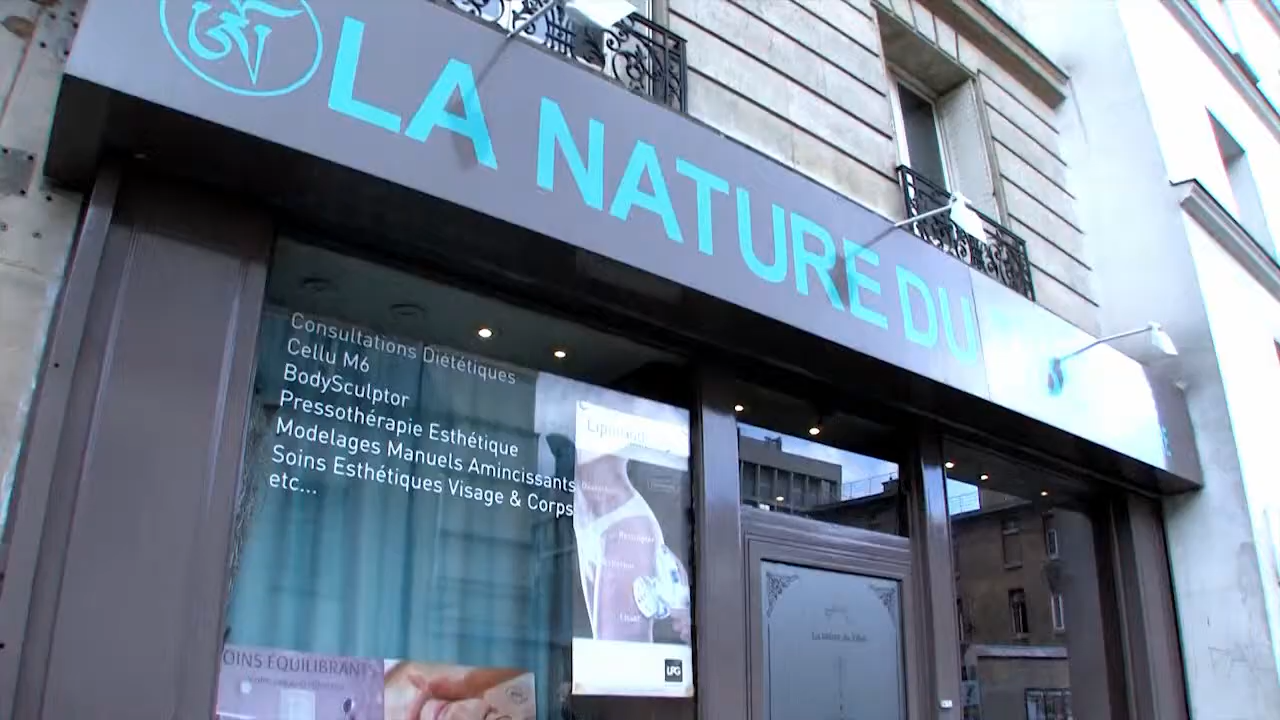 LA NATURE DU
Consultations Diététiques
Cellu M6
BodySculptor
Pressothérapie Esthétique
Modelages Manuels Amincissants
Soins Esthétiques Visage & Corps
etc...
LPG
OINS ÉQUILIBRANTS